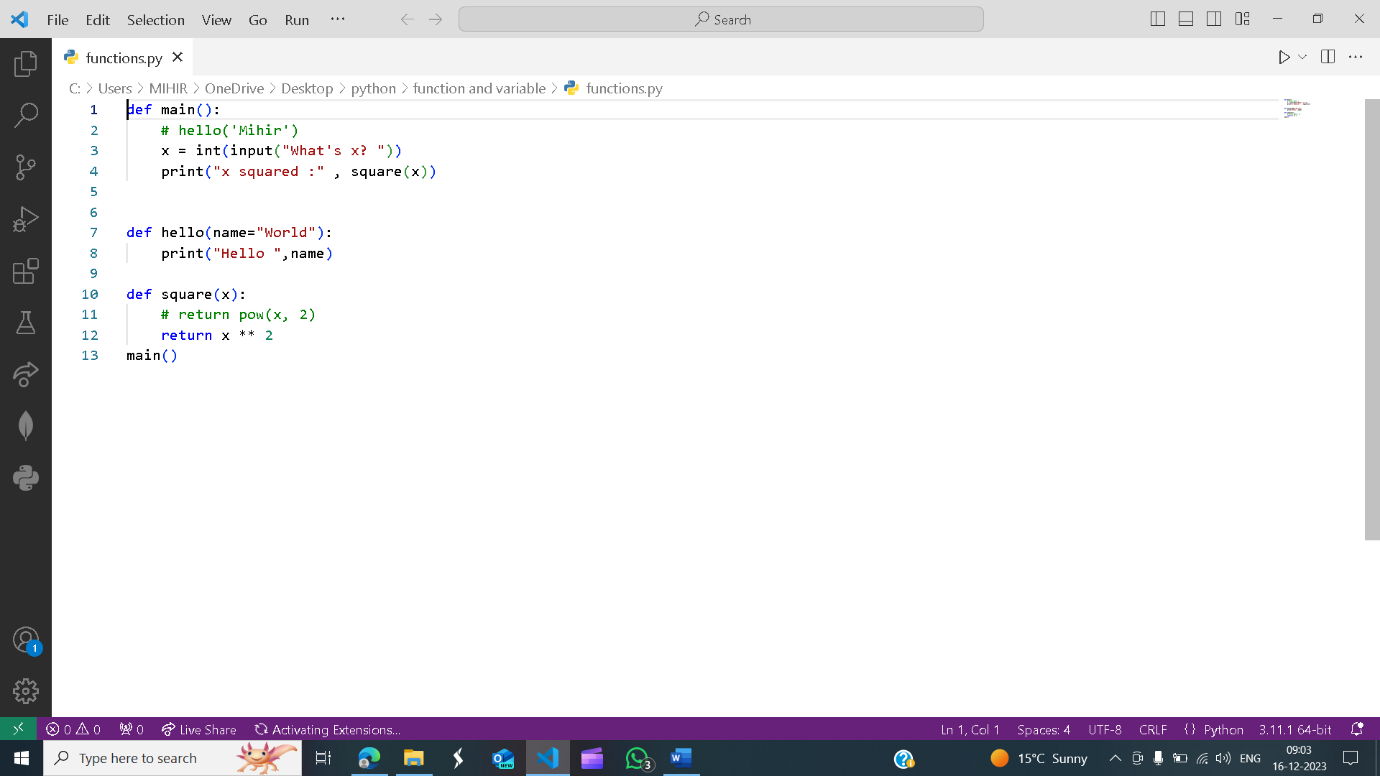 File Edit Selection View Go Run ··· Search
functions.py
C: > Users > MIHIR > OneDrive > Desktop > python > function and variable > functions.py
1 def main():
2     # hello('Mihir')
3     x = int(input("What's x? "))
4     print("x squared :" , square(x))
5
6
7 def hello(name="World"):
8     print("Hello ",name)
9
10 def square(x):
11     # return pow(x, 2)
12     return x ** 2
13 main()
1
0 0 0 Live Share Activating Extensions... Ln 1, Col 1 Spaces: 4 UTF-8 CRLF {} Python 3.11.1 64-bit
Type here to search NEW 3 W 15°C Sunny ENG 09:03
16-12-2023